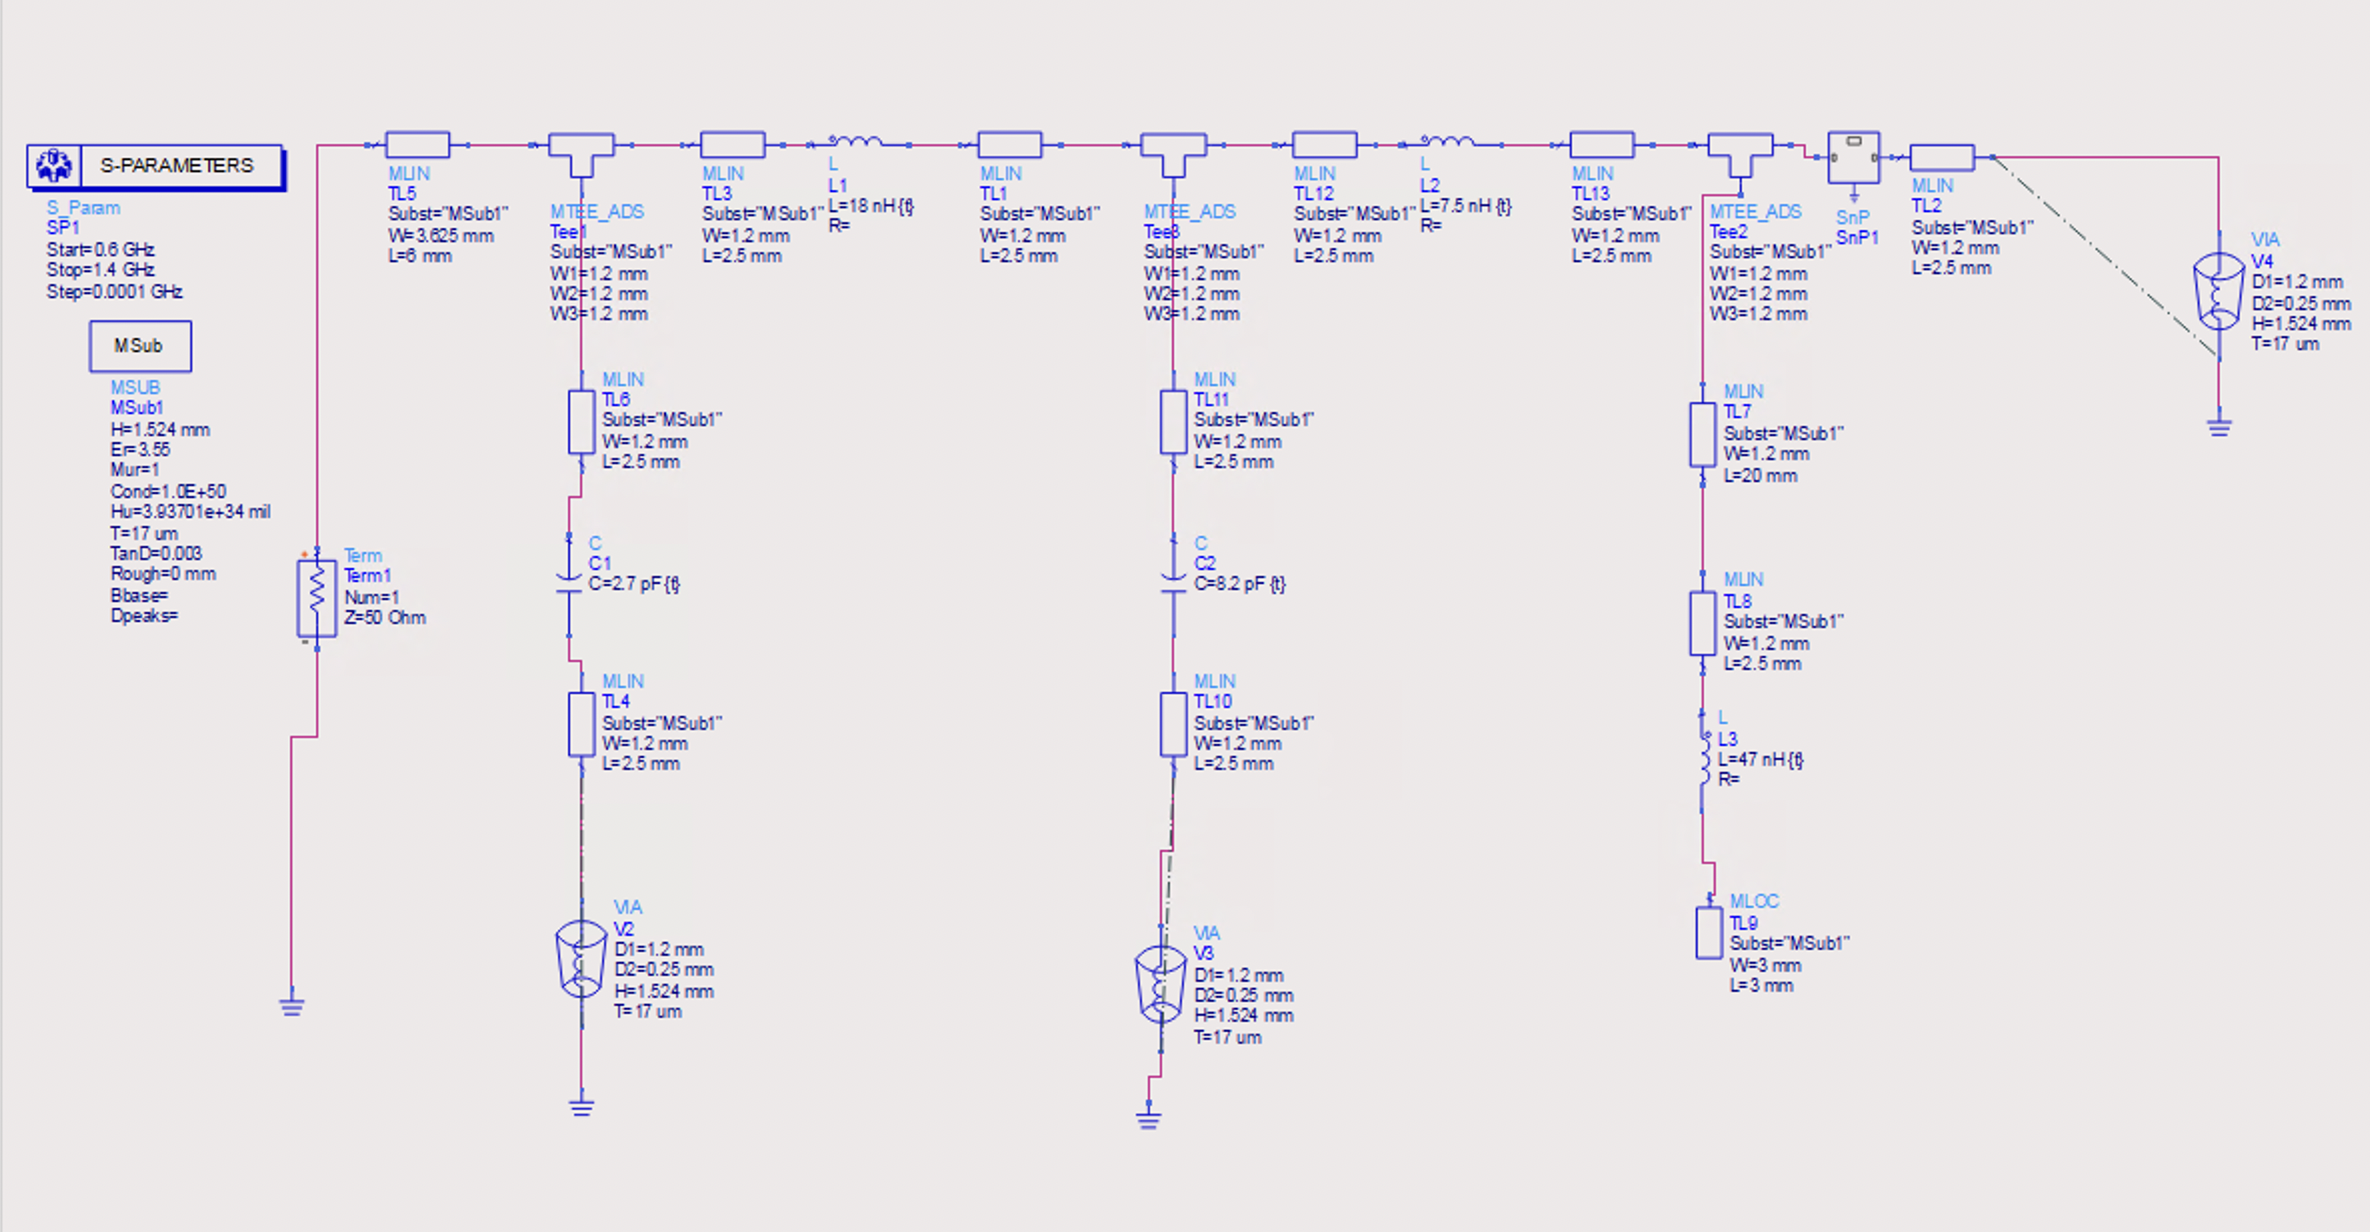 S-PARAMETERS
S_Param
SP1
Start=0.6 GHz
Stop=1.4 GHz
Step=0.0001 GHz
MSub
MSUB
MSub1
H=1.524 mm
Er=3.55
Mur=1
Cond=1.0E+50
Hu=3.93701e+34 mil
T=17 um
TanD=0.003
Rough=0 mm
Bbase=
Dpeaks=
Term
Term1
Num=1
Z=50 Ohm
MLIN
TL5
Subst="MSub1"
W=3.625 mm
L=6 mm
MTEE_ADS
Tee1
Subst="MSub1"
W1=1.2 mm
W2=1.2 mm
W3=1.2 mm
MLIN
TL3
Subst="MSub1"
W=1.2 mm
L=2.5 mm
L
L1
L=18 nH {t}
R=
MLIN
TL1
Subst="MSub1"
W=1.2 mm
L=2.5 mm
MTEE_ADS
Tee3
Subst="MSub1"
W1=1.2 mm
W2=1.2 mm
W3=1.2 mm
MLIN
TL12
Subst="MSub1"
W=1.2 mm
L=2.5 mm
L
L2
L=7.5 nH {t}
R=
MLIN
TL13
Subst="MSub1"
W=1.2 mm
L=2.5 mm
MTEE_ADS
Tee2
Subst="MSub1"
W1=1.2 mm
W2=1.2 mm
W3=1.2 mm
SnP
SnP1
MLIN
TL2
Subst="MSub1"
W=1.2 mm
L=2.5 mm
VIA
V4
D1=1.2 mm
D2=0.25 mm
H=1.524 mm
T=17 um
MLIN
TL6
Subst="MSub1"
W=1.2 mm
L=2.5 mm
C
C1
C=2.7 pF {t}
MLIN
TL4
Subst="MSub1"
W=1.2 mm
L=2.5 mm
VIA
V2
D1=1.2 mm
D2=0.25 mm
H=1.524 mm
T=17 um
MLIN
TL11
Subst="MSub1"
W=1.2 mm
L=2.5 mm
C
C2
C=8.2 pF {t}
MLIN
TL10
Subst="MSub1"
W=1.2 mm
L=2.5 mm
VIA
V3
D1=1.2 mm
D2=0.25 mm
H=1.524 mm
T=17 um
MLIN
TL7
Subst="MSub1"
W=1.2 mm
L=20 mm
MLIN
TL8
Subst="MSub1"
W=1.2 mm
L=2.5 mm
L
L3
L=47 nH {t}
R=
MLOC
TL9
Subst="MSub1"
W=3 mm
L=3 mm